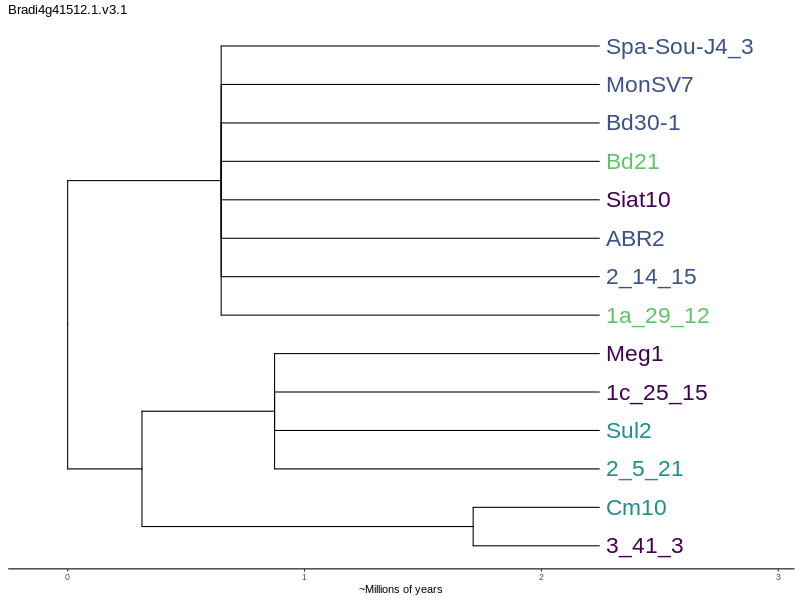 Bradi4g41512.1.v3.1
Spa-Sou-J4_3
MonSV7
Bd30-1
Bd21
Siat10
ABR2
2_14_15
1a_29_12
Meg1
1c_25_15
Sul2
2_5_21
Cm10
3_41_3
0 1 2 3
~Millions of years